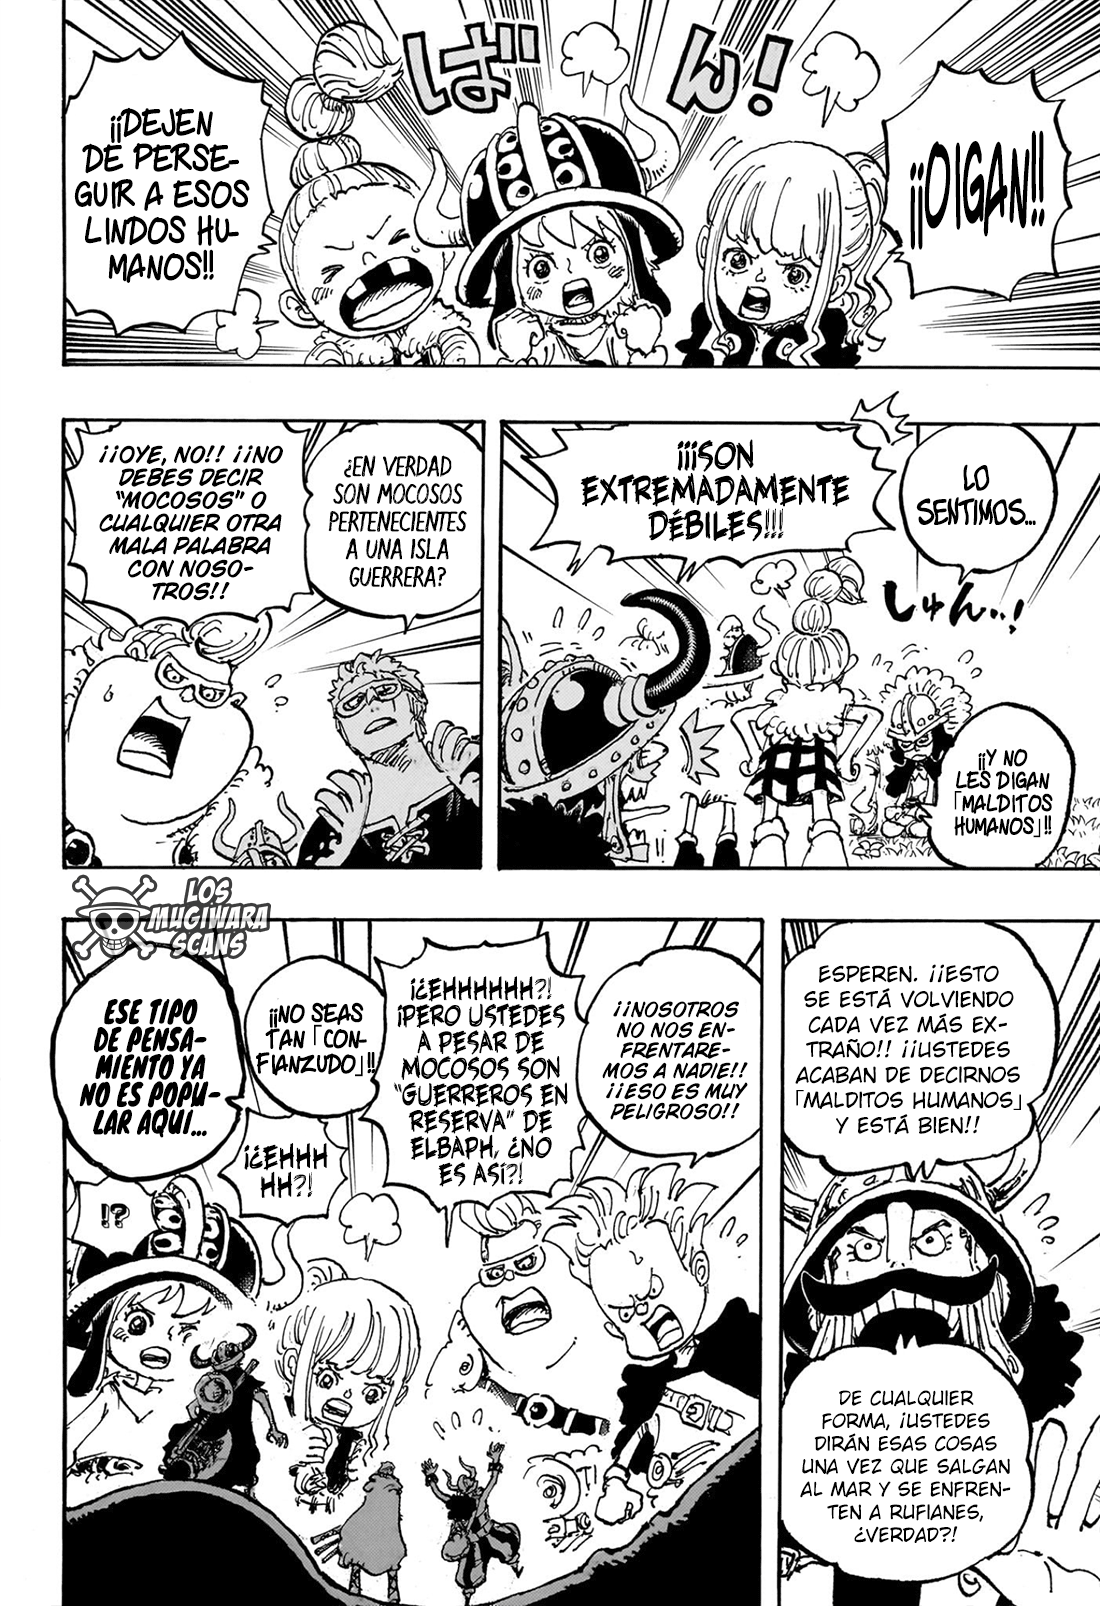 ばん!
¡¡OIGAN!!
¡¡DEJEN
DE PERSE-
GUIR A ESOS
LINDOS HU-
MANOS!!
LO
SENTIMOS...
¡¡¡SON
EXTREMADAMENTE
DÉBILES!!!
しゅん..!
¡¡Y NO
LES DIGAN
「MALDITOS
HUMANOS」!!
¿EN VERDAD
SON MOCOSOS
PERTENECIENTES
A UNA ISLA
GUERRERA?
¡¡OYE, NO!! ¡¡NO
DEBES DECIR
“MOCOSOS” O
CUALQUIER OTRA
MALA PALABRA
CON NOSO-
TROS!!
LOS
MUGIWARA
SCANS
ESPEREN. ¡¡ESTO
SE ESTÁ VOLVIENDO
CADA VEZ MÁS EX-
TRAÑO!! ¡¡USTEDES
ACABAN DE DECIRNOS
「MALDITOS HUMANOS」
Y ESTÁ BIEN!!
DE CUALQUIER
FORMA, ¡USTEDES
DIRÁN ESAS COSAS
UNA VEZ QUE SALGAN
AL MAR Y SE ENFREN-
TEN A RUFIANES,
¿VERDAD?!
¡¡NOSOTROS
NO NOS EN-
FRENTARE-
MOS A NADIE!!
¡¡ESO ES MUY
PELIGROSO!!
¡¿EHHHHHH?!
¡PERO USTEDES
A PESAR DE
MOCOSOS SON
“GUERREROS EN
RESERVA” DE
ELBAPH, ¿NO
ES ASÍ?!
¡¡NO SEAS
TAN 「CON-
FIANZUDO」!!
¡¿EHHH
HH?!
ESE TIPO
DE PENSA-
MIENTO YA
NO ES POPU-
LAR AQUÍ...
!?